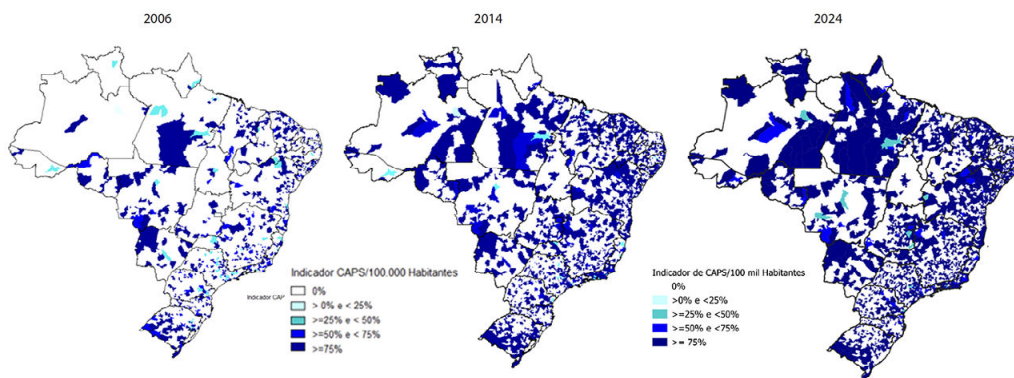 2006
2014
2024
Indicador CAP
Indicador CAPS/100.000 Habitantes
0%
> 0% e < 25%
>=25% e < 50%
>=50% e < 75%
>=75%
Indicador de CAPS/100 mil Habitantes
0%
>0% e <25%
>=25% e <50%
>=50% e <75%
>= 75%